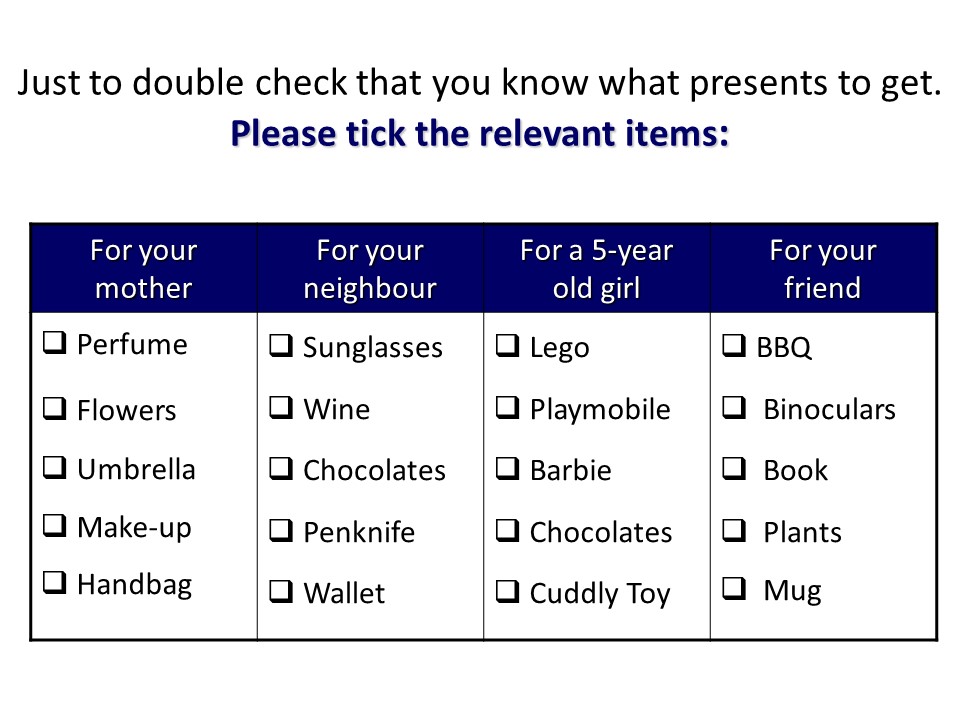 Just to double check that you know what presents to get.
Please tick the relevant items:
For your
mother
For your
neighbour
For a 5-year
old girl
For your
friend
❑ Perfume
❑ Flowers
❑ Umbrella
❑ Make-up
❑ Handbag
❑ Sunglasses
❑ Wine
❑ Chocolates
❑ Penknife
❑ Wallet
❑ Lego
❑ Playmobile
❑ Barbie
❑ Chocolates
❑ Cuddly Toy
❑ BBQ
❑ Binoculars
❑ Book
❑ Plants
❑ Mug